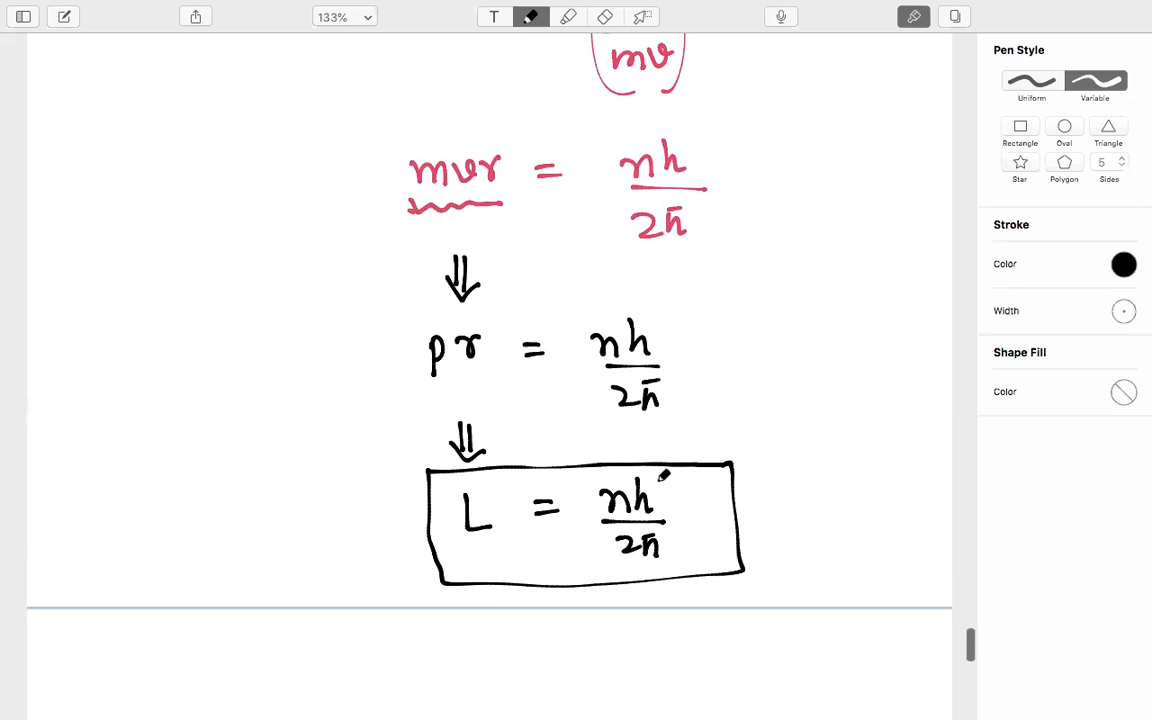 133%
T
Pen Style
Uniform Variable
Rectangle Oval Triangle
5
Star Polygon Sides
Stroke
Color
Width
Shape Fill
Color
(mv)
mvr = nh/2π
⇓
pr = nh/2π
⇓
L = nh/2π